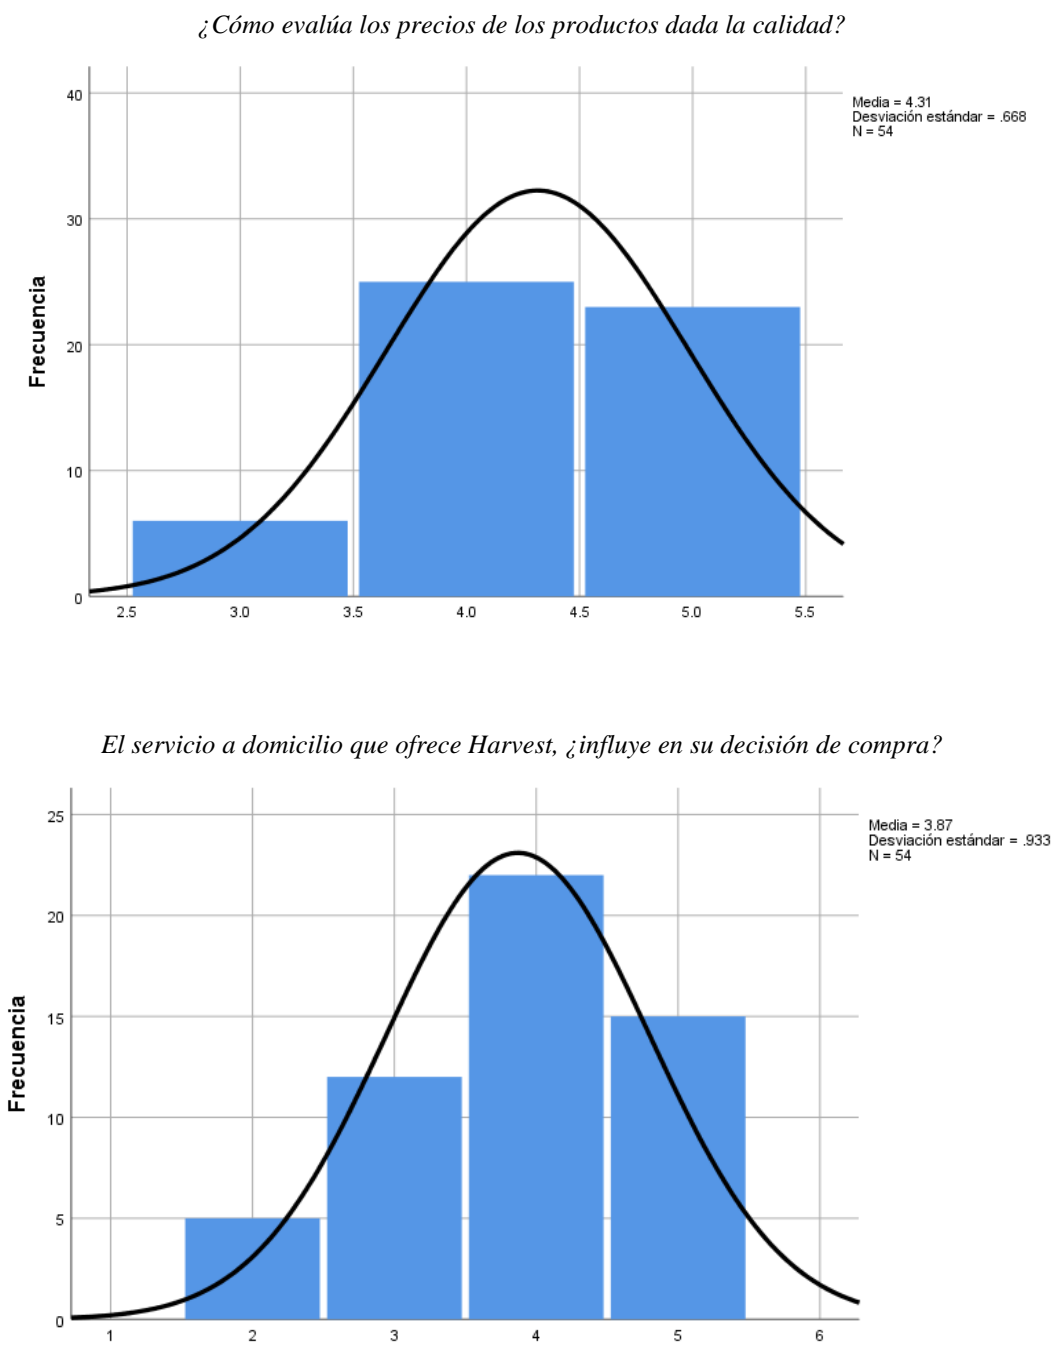 ¿Cómo evalúa los precios de los productos dada la calidad?
40
30
20
10
0
Frecuencia
2.5 3.0 3.5 4.0 4.5 5.0 5.5
Media = 4.31
Desviación estándar = .668
N = 54
El servicio a domicilio que ofrece Harvest, ¿influye en su decisión de compra?
25
20
15
10
5
0
Frecuencia
1 2 3 4 5 6
Media = 3.87
Desviación estándar = .933
N = 54